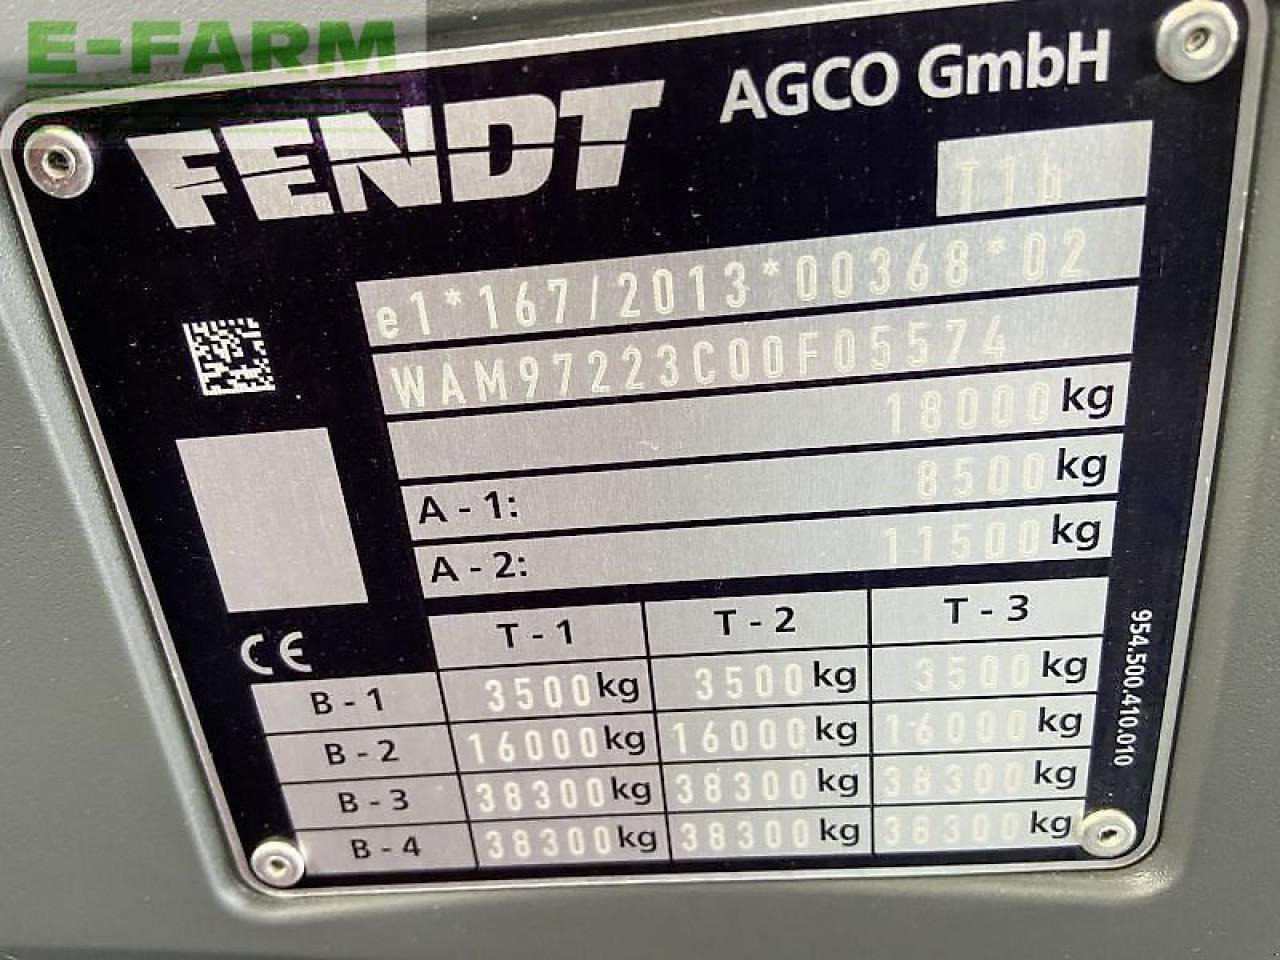 E-FARM
FENDT AGCO GmbH
T1b
e1*167/2013*00368*02
WAM97223C00F05574
18000 kg
A - 1: 8500 kg
A - 2: 11500 kg
T - 1 T - 2 T - 3
B - 1 3500 kg 3500 kg 3500 kg
B - 2 16000 kg 16000 kg 16000 kg
B - 3 38300 kg 38300 kg 38300 kg
B - 4 38300 kg 38300 kg 38300 kg
CE
954.500.410.010